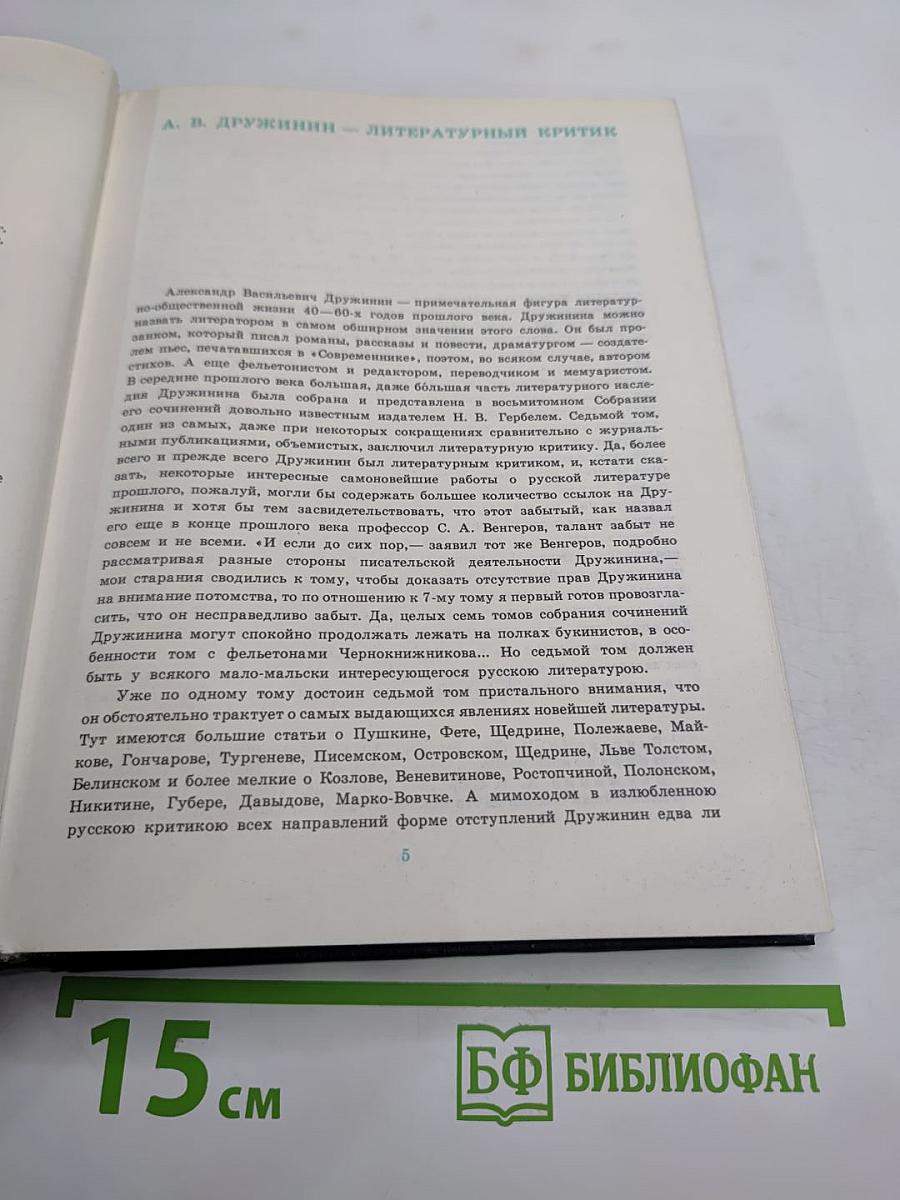 А. В. ДРУЖИНИН — ЛИТЕРАТУРНЫЙ КРИТИК
Александр Васильевич Дружинин — примечательная фигура литератур-
но-общественной жизни 40—60-х годов прошлого века. Дружинина можно
назвать литератором в самом обширном значении этого слова. Он был про-
заиком, который писал романы, рассказы и повести, драматургом — создате-
лем пьес, печатавшихся в «Современнике», поэтом, во всяком случае, автором
стихов. А еще фельетонистом и редактором, переводчиком и мемуаристом.
В середине прошлого века большая, даже бо́льшая часть литературного насле-
дия Дружинина была собрана и представлена в восьмитомном Собрании
его сочинений довольно известным издателем Н. В. Гербелем. Седьмой том,
один из самых, даже при некоторых сокращениях сравнительно с журналь-
ными публикациями, объемистых, заключил литературную критику. Да, более
всего и прежде всего Дружинин был литературным критиком, и, кстати ска-
зать, некоторые интересные самоновейшие работы о русской литературе
прошлого, пожалуй, могли бы содержать большее количество ссылок на Дру-
жинина и хотя бы тем засвидетельствовать, что этот забытый, как назвал
его еще в конце прошлого века профессор С. А. Венгеров, талант забыт не
совсем и не всеми. «И если до сих пор,— заявил тот же Венгеров, подробно
рассматривая разные стороны писательской деятельности Дружинина,—
мои старания сводились к тому, чтобы доказать отсутствие прав Дружинина
на внимание потомства, то по отношению к 7-му тому я первый готов провозгла-
сить, что он несправедливо забыт. Да, целых семь томов собрания сочинений
Дружинина могут спокойно продолжать лежать на полках букинистов, в осо-
бенности том с фельетонами Чернокнижникова... Но седьмой том должен
быть у всякого мало-мальски интересующегося русскою литературою.
Уже по одному тому достоин седьмой том пристального внимания, что
он обстоятельно трактует о самых выдающихся явлениях новейшей литературы.
Тут имеются большие статьи о Пушкине, Фете, Щедрине, Полежаеве, Май-
кове, Гончарове, Тургеневе, Писемском, Островском, Щедрине, Льве Толстом,
Белинском и более мелкие о Козлове, Веневитинове, Ростопчиной, Полонском,
Никитине, Губере, Давыдове, Марко-Вовчке. А мимоходом в излюбленною
русскою критикою всех направлений форме отступлений Дружинин едва ли
5
15 см
БФ БИБЛИОФАН